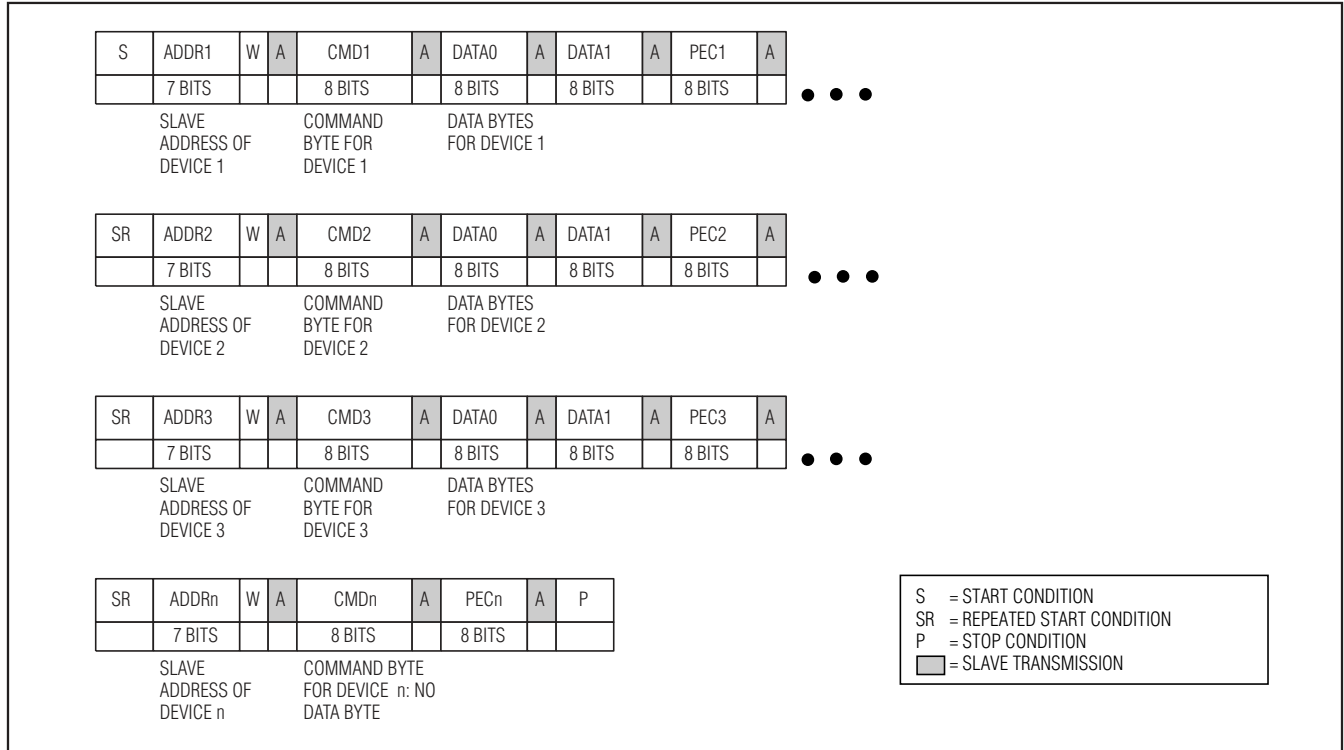 S ADDR1 W A CMD1 A DATA0 A DATA1 A PEC1 A
7 BITS 8 BITS 8 BITS 8 BITS 8 BITS
SLAVE ADDRESS OF DEVICE 1
COMMAND BYTE FOR DEVICE 1
DATA BYTES FOR DEVICE 1
SR ADDR2 W A CMD2 A DATA0 A DATA1 A PEC2 A
7 BITS 8 BITS 8 BITS 8 BITS 8 BITS
SLAVE ADDRESS OF DEVICE 2
COMMAND BYTE FOR DEVICE 2
DATA BYTES FOR DEVICE 2
SR ADDR3 W A CMD3 A DATA0 A DATA1 A PEC3 A
7 BITS 8 BITS 8 BITS 8 BITS 8 BITS
SLAVE ADDRESS OF DEVICE 3
COMMAND BYTE FOR DEVICE 3
DATA BYTES FOR DEVICE 3
SR ADDRn W A CMDn A PECn A P
7 BITS 8 BITS 8 BITS
SLAVE ADDRESS OF DEVICE n
COMMAND BYTE FOR DEVICE n: NO DATA BYTE
S = START CONDITION
SR = REPEATED START CONDITION
P = STOP CONDITION
= SLAVE TRANSMISSION